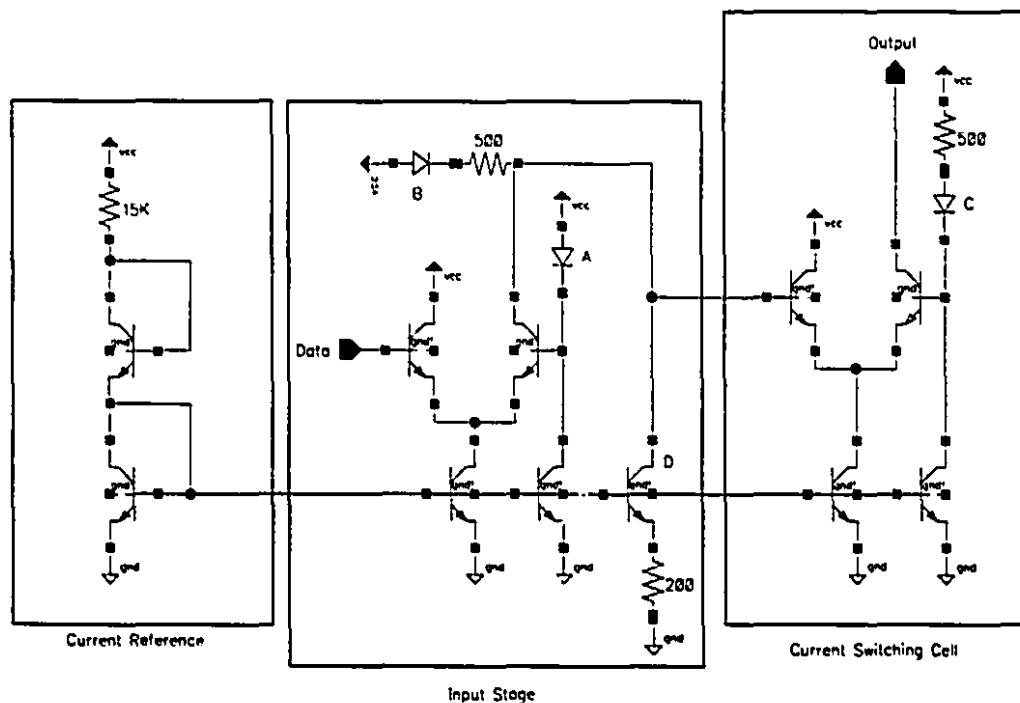 Output
vcc
500
C
vcc
vcc
15K
500
vcc
B
vcc
A
vcc
gnd'
gnd'
gnd'
Data
gnd'
gnd'
D
gnd'
gnd'
gnd'
gnd'
gnd'
gnd'
gnd
gnd
gnd
gnd
gnd
200
gnd
Current Reference
Input Stage
Current Switching Cell